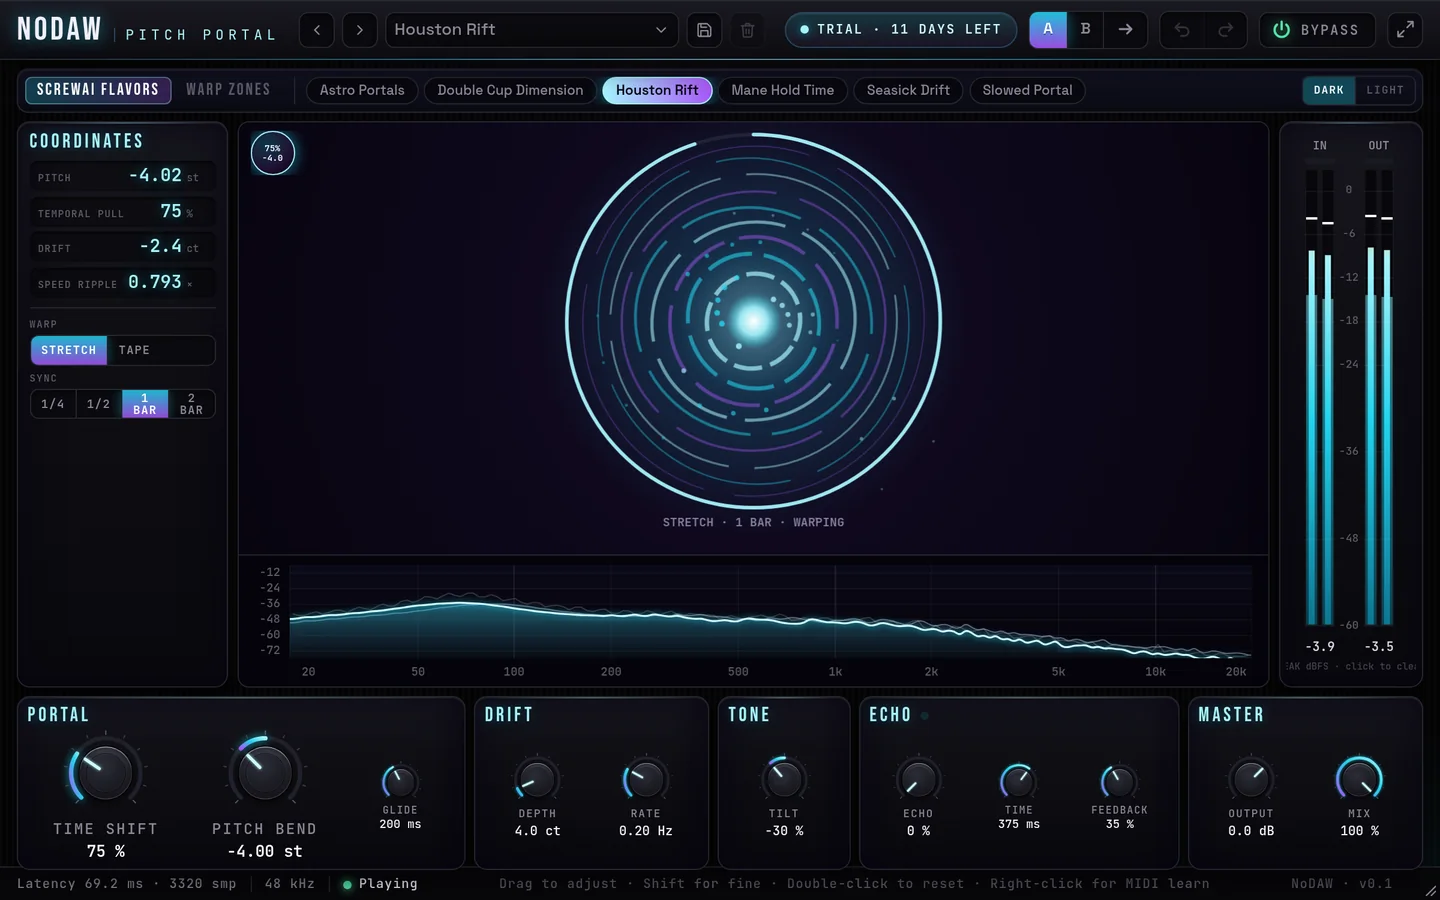 NODAW PITCH PORTAL
Houston Rift
TRIAL · 11 DAYS LEFT
A B
BYPASS
SCREWAI FLAVORS WARP ZONES
Astro Portals Double Cup Dimension Houston Rift Mane Hold Time Seasick Drift Slowed Portal
DARK LIGHT
COORDINATES
PITCH -4.02 st
TEMPORAL PULL 75 %
DRIFT -2.4 ct
SPEED RIPPLE 0.793 ×
WARP
STRETCH TAPE
SYNC
1/4 1/2 1 BAR 2 BAR
75%
-4.0
STRETCH · 1 BAR · WARPING
-12
-24
-36
-48
-60
-72
20 50 100 200 500 1k 2k 5k 10k 20k
IN OUT
0
-6
-12
-18
-24
-36
-48
-60
-3.9 -3.5
dBFS · click to
PORTAL
TIME SHIFT
75 %
PITCH BEND
-4.00 st
GLIDE
200 ms
DRIFT
DEPTH
4.0 ct
RATE
0.20 Hz
TONE
TILT
-30 %
ECHO
ECHO
0 %
TIME
375 ms
FEEDBACK
35 %
MASTER
OUTPUT
0.0 dB
MIX
100 %
Latency 69.2 ms · 3320 smp 48 kHz Playing
Drag to adjust · Shift for fine · Double-click to reset · Right-click for MIDI learn
NoDAW · v0.1